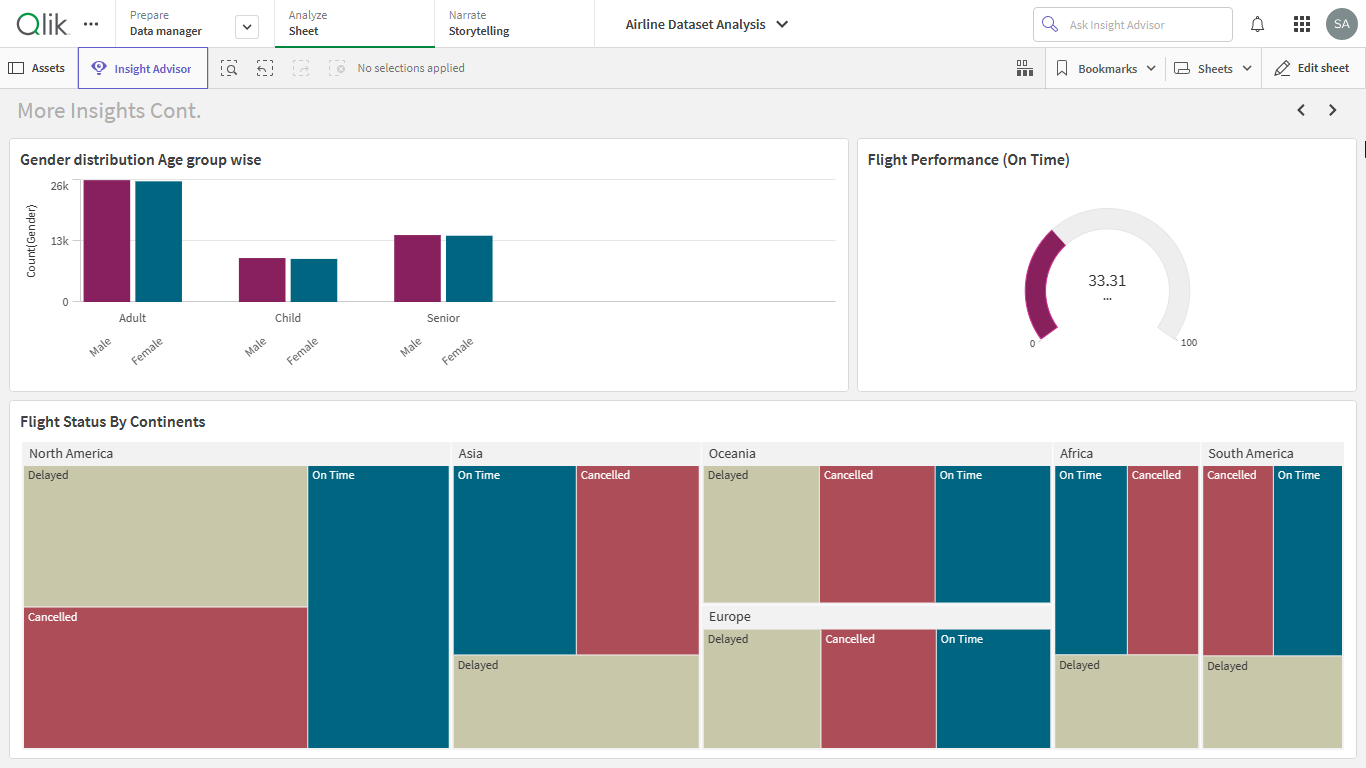 Qlik
Prepare
Data manager
Analyze
Sheet
Narrate
Storytelling
Airline Dataset Analysis
Ask Insight Advisor
SA
Assets
Insight Advisor
No selections applied
Bookmarks
Sheets
Edit sheet
More Insights Cont.
Gender distribution Age group wise
Count(Gender)
26k
13k
0
Adult
Child
Senior
Male
Female
Male
Female
Male
Female
Flight Performance (On Time)
33.31
...
0
100
Flight Status By Continents
North America
Delayed
On Time
Cancelled
Asia
On Time
Cancelled
Delayed
Oceania
Delayed
Cancelled
On Time
Europe
Delayed
Cancelled
On Time
Africa
On Time
Cancelled
Delayed
South America
Cancelled
On Time
Delayed